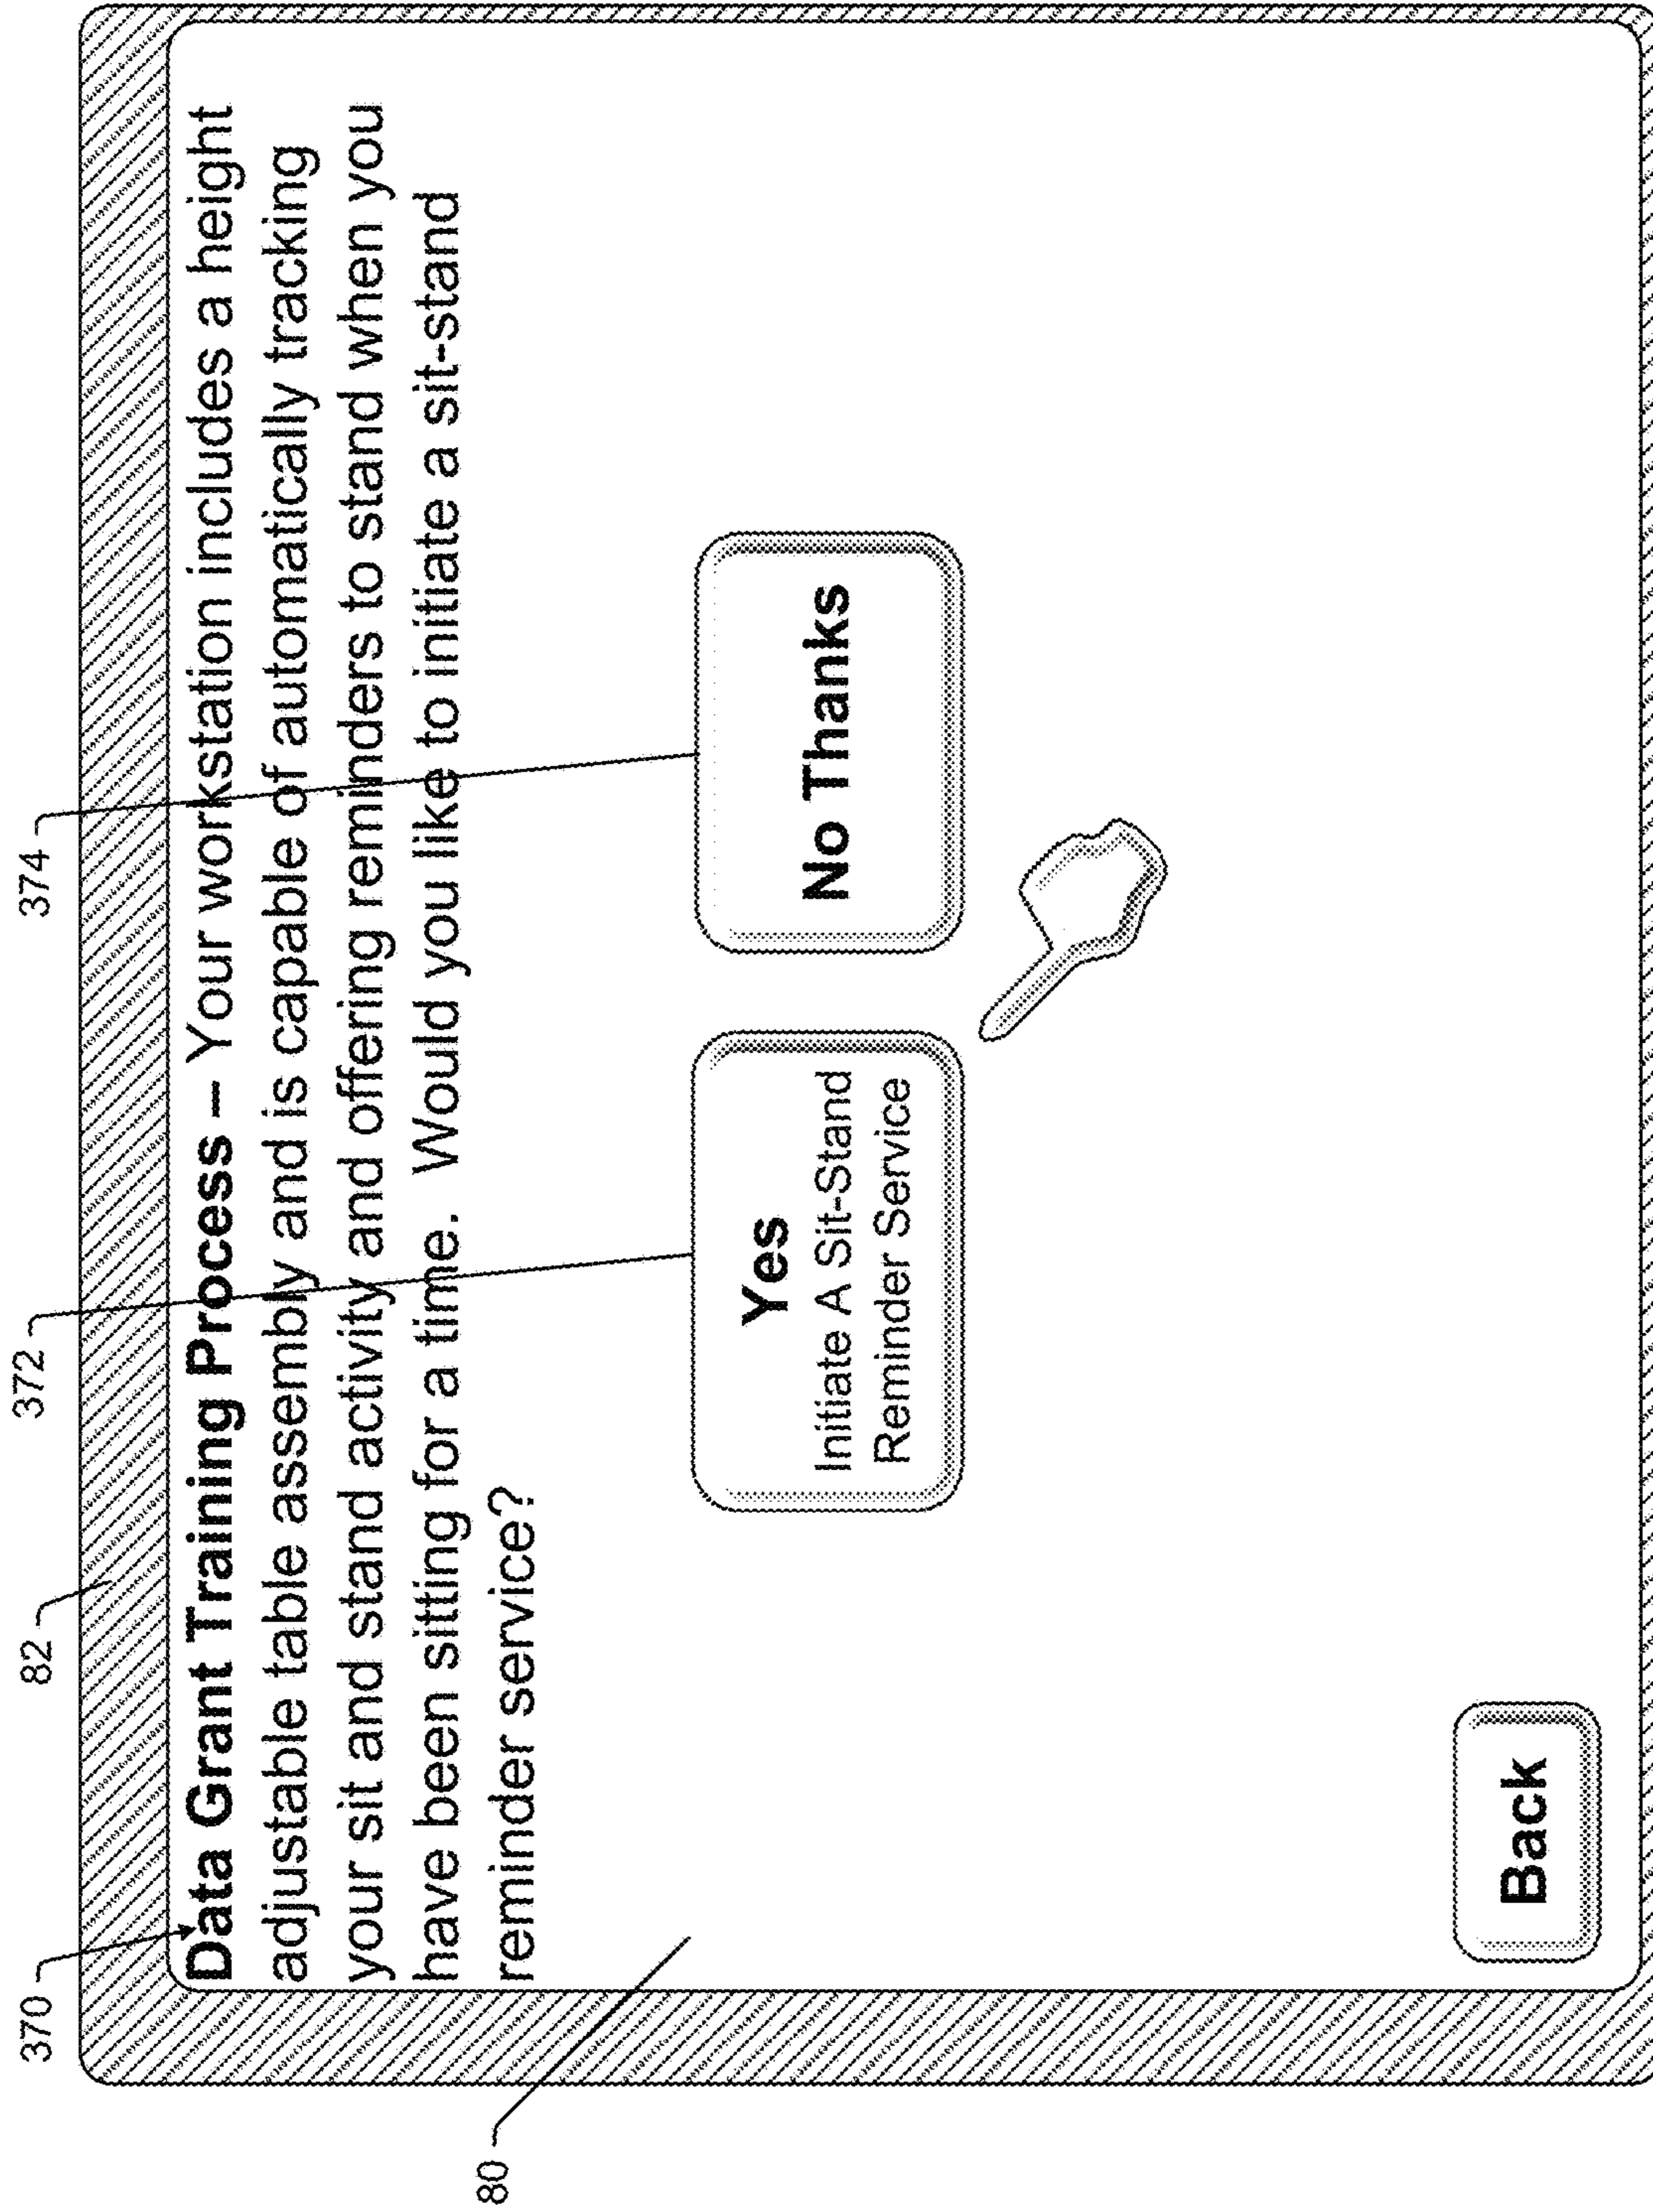 370
82
372
374
80
Data Grant Training Process – Your workstation includes a height
adjustable table assembly and is capable of automatically tracking
your sit and stand activity and offering reminders to stand when you
have been sitting for a time. Would you like to initiate a sit-stand
reminder service?
Yes
Initiate A Sit-Stand
Reminder Service
No Thanks
Back